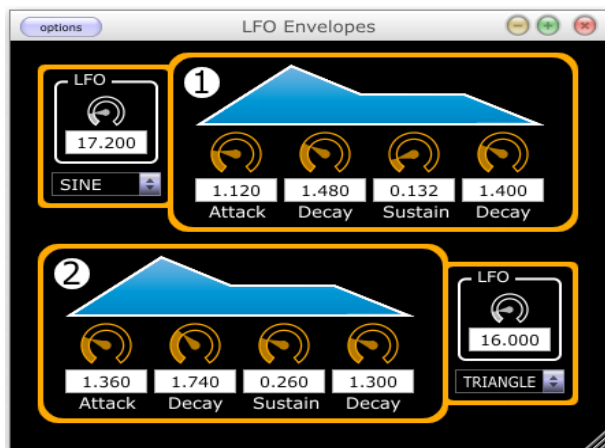 options
LFO Envelopes
LFO
17.200
SINE
1
1.120 1.480 0.132 1.400
Attack Decay Sustain Decay
2
1.360 1.740 0.260 1.300
Attack Decay Sustain Decay
LFO
16.000
TRIANGLE